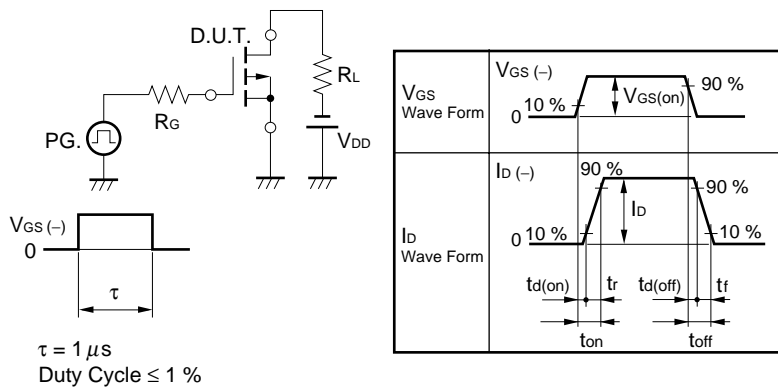 D.U.T.
RL
RG
PG.
VDD
VGS (−)
0
τ
τ = 1 μs
Duty Cycle ≤ 1 %
VGS
Wave Form
VGS (−)
10 %
0
VGS(on)
90 %
ID
Wave Form
ID (−)
90 %
90 %
ID
0 10 %
10 %
td(on) tr td(off) tf
ton toff